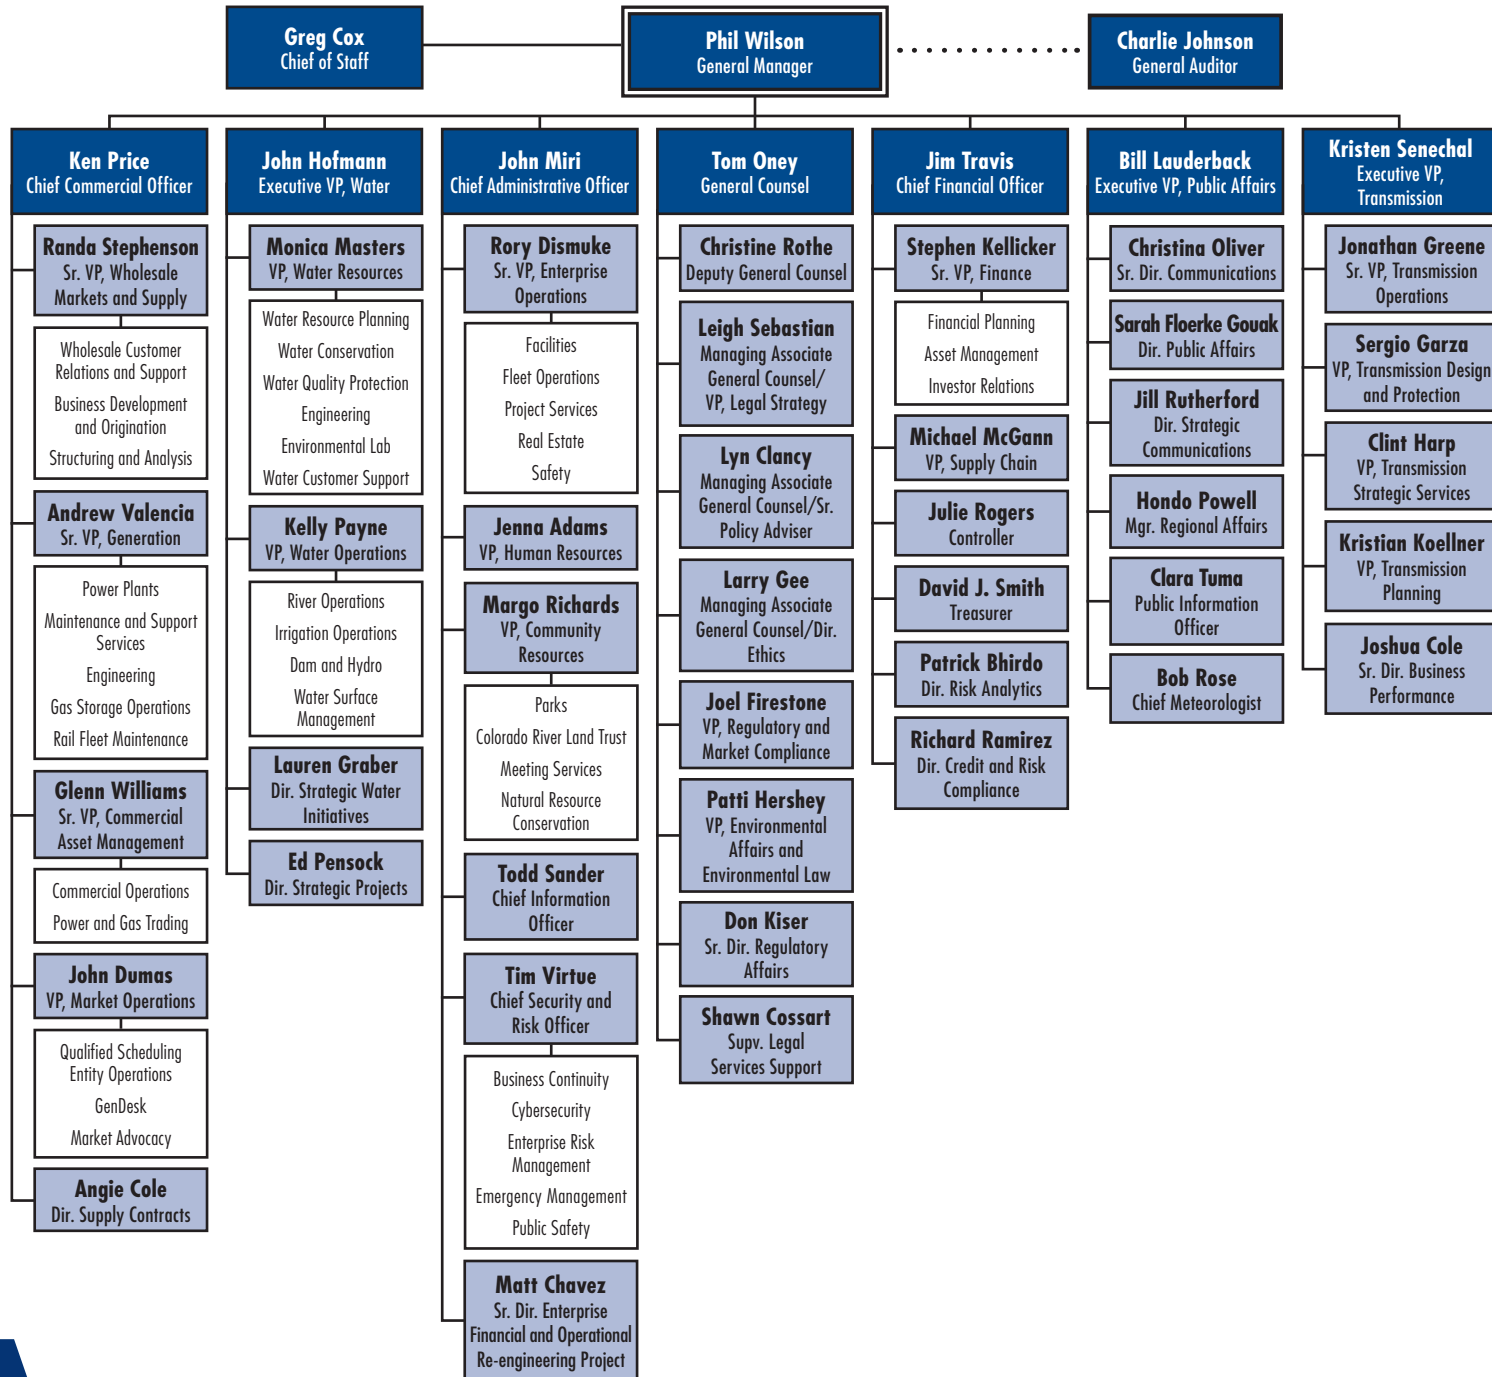 Greg Cox
Chief of Staff
Phil Wilson
General Manager
Charlie Johnson
General Auditor
Ken Price
Chief Commercial Officer
Randa Stephenson
Sr. VP, Wholesale
Markets and Supply
Wholesale Customer
Relations and Support
Business Development
and Origination
Structuring and Analysis
Andrew Valencia
Sr. VP, Generation
Power Plants
Maintenance and Support
Services
Engineering
Gas Storage Operations
Rail Fleet Maintenance
Glenn Williams
Sr. VP, Commercial
Asset Management
Commercial Operations
Power and Gas Trading
John Dumas
VP, Market Operations
Qualified Scheduling
Entity Operations
GenDesk
Market Advocacy
Angie Cole
Dir. Supply Contracts
John Hofmann
Executive VP, Water
Monica Masters
VP, Water Resources
Water Resource Planning
Water Conservation
Water Quality Protection
Engineering
Environmental Lab
Water Customer Support
Kelly Payne
VP, Water Operations
River Operations
Irrigation Operations
Dam and Hydro
Water Surface
Management
Lauren Graber
Dir. Strategic Water
Initiatives
Ed Pensock
Dir. Strategic Projects
John Miri
Chief Administrative Officer
Rory Dismuke
Sr. VP, Enterprise
Operations
Facilities
Fleet Operations
Project Services
Real Estate
Safety
Jenna Adams
VP, Human Resources
Margo Richards
VP, Community
Resources
Parks
Colorado River Land Trust
Meeting Services
Natural Resource
Conservation
Todd Sander
Chief Information
Officer
Tim Virtue
Chief Security and
Risk Officer
Business Continuity
Cybersecurity
Enterprise Risk
Management
Emergency Management
Public Safety
Matt Chavez
Sr. Dir. Enterprise
Financial and Operational
Re-engineering Project
Tom Oney
General Counsel
Christine Rothe
Deputy General Counsel
Leigh Sebastian
Managing Associate
General Counsel/
VP, Legal Strategy
Lyn Clancy
Managing Associate
General Counsel/Sr.
Policy Adviser
Larry Gee
Managing Associate
General Counsel/Dir.
Ethics
Joel Firestone
VP, Regulatory and
Market Compliance
Patti Hershey
VP, Environmental
Affairs and
Environmental Law
Don Kiser
Sr. Dir. Regulatory
Affairs
Shawn Cossart
Supv. Legal
Services Support
Jim Travis
Chief Financial Officer
Stephen Kellicker
Sr. VP, Finance
Financial Planning
Asset Management
Investor Relations
Michael McGann
VP, Supply Chain
Julie Rogers
Controller
David J. Smith
Treasurer
Patrick Bhirdo
Dir. Risk Analytics
Richard Ramirez
Dir. Credit and Risk
Compliance
Bill Lauderback
Executive VP, Public Affairs
Christina Oliver
Sr. Dir. Communications
Sarah Floerke Gouak
Dir. Public Affairs
Jill Rutherford
Dir. Strategic
Communications
Hondo Powell
Mgr. Regional Affairs
Clara Tuma
Public Information
Officer
Bob Rose
Chief Meteorologist
Kristen Senechal
Executive VP,
Transmission
Jonathan Greene
Sr. VP, Transmission
Operations
Sergio Garza
VP, Transmission Design
and Protection
Clint Harp
VP, Transmission
Strategic Services
Kristian Koellner
VP, Transmission
Planning
Joshua Cole
Sr. Dir. Business
Performance